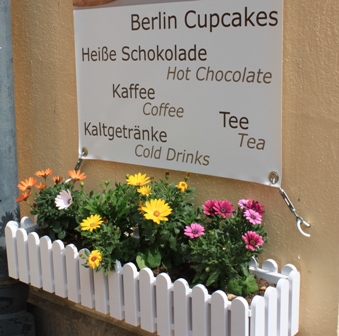 Berlin Cupcakes
Heiße Schokolade
Hot Chocolate
Kaffee
Coffee
Tee
Tea
Kaltgetränke
Cold Drinks